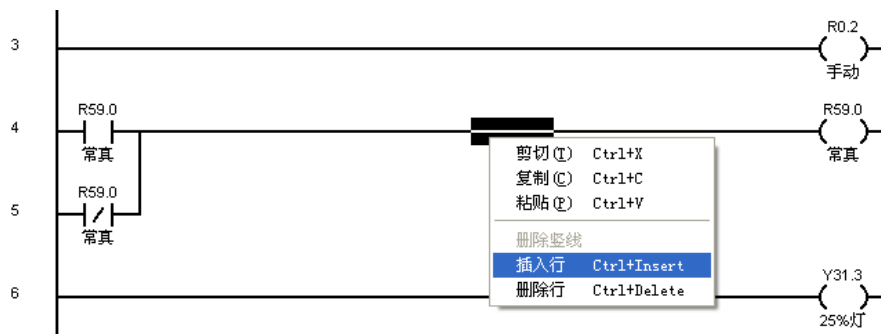 R0.2
3
手动
R59.0
R59.0
4
常真
常真
剪切(T) Ctrl+X
复制(C) Ctrl+C
粘贴(P) Ctrl+V
R59.0
5
常真
删除竖线
插入行 Ctrl+Insert
删除行 Ctrl+Delete
Y31.3
6
25%灯